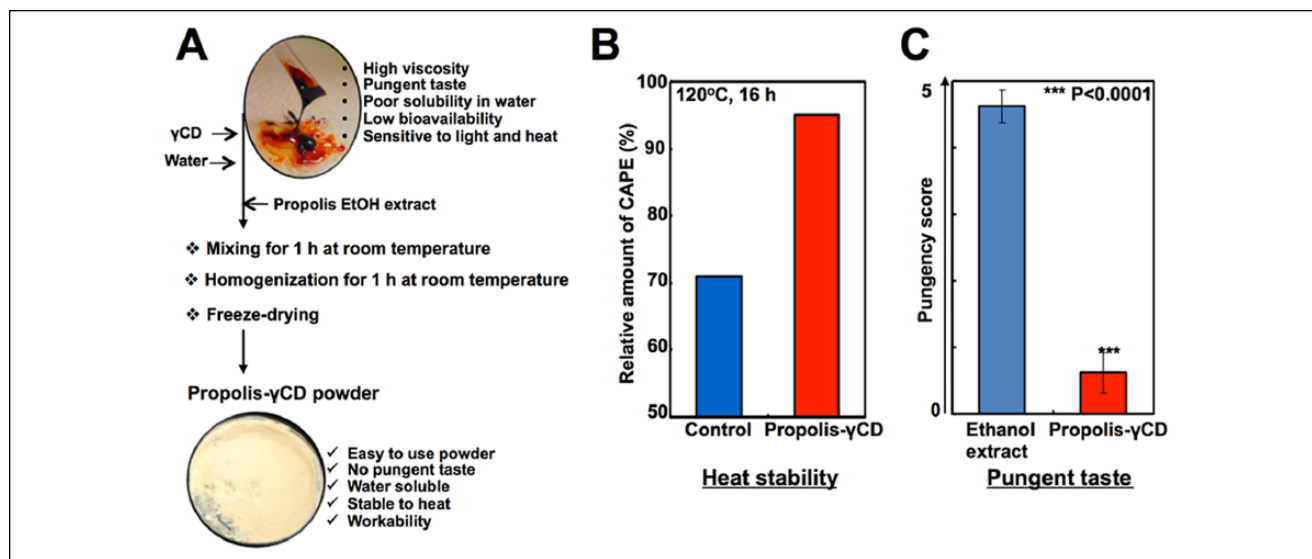 A
• High viscosity
• Pungent taste
• Poor solubility in water
• Low bioavailability
• Sensitive to light and heat
γCD
Water
Propolis EtOH extract
❖ Mixing for 1 h at room temperature
❖ Homogenization for 1 h at room temperature
❖ Freeze-drying
Propolis-γCD powder
✓ Easy to use powder
✓ No pungent taste
✓ Water soluble
✓ Stable to heat
✓ Workability
B
Relative amount of CAPE (%)
100
90
80
70
60
50
120°C, 16 h
Control Propolis-γCD
Heat stability
C
Pungency score
5
0
*** P<0.0001
***
Ethanol
extract
Propolis-γCD
Pungent taste